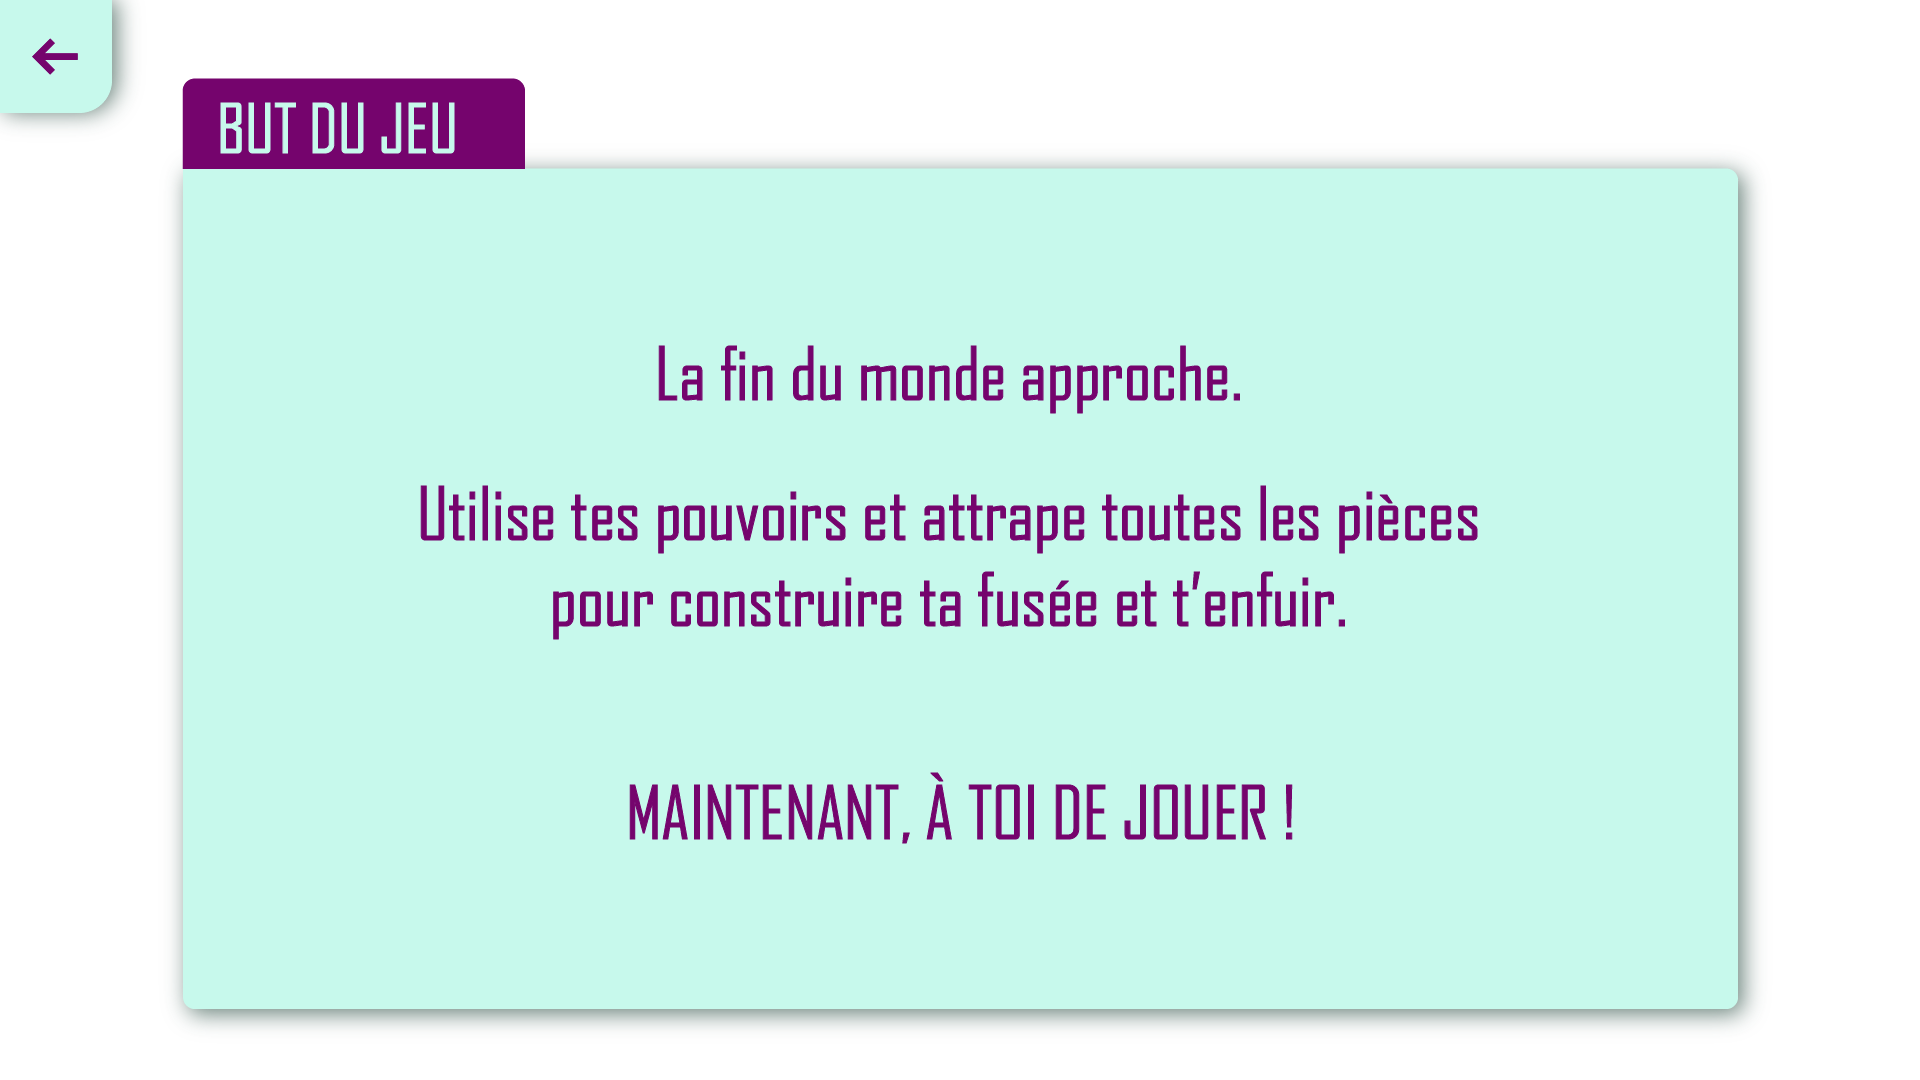 BUT DU JEU
La fin du monde approche.
Utilise tes pouvoirs et attrape toutes les pièces
pour construire ta fusée et t’enfuir.
MAINTENANT, À TOI DE JOUER !